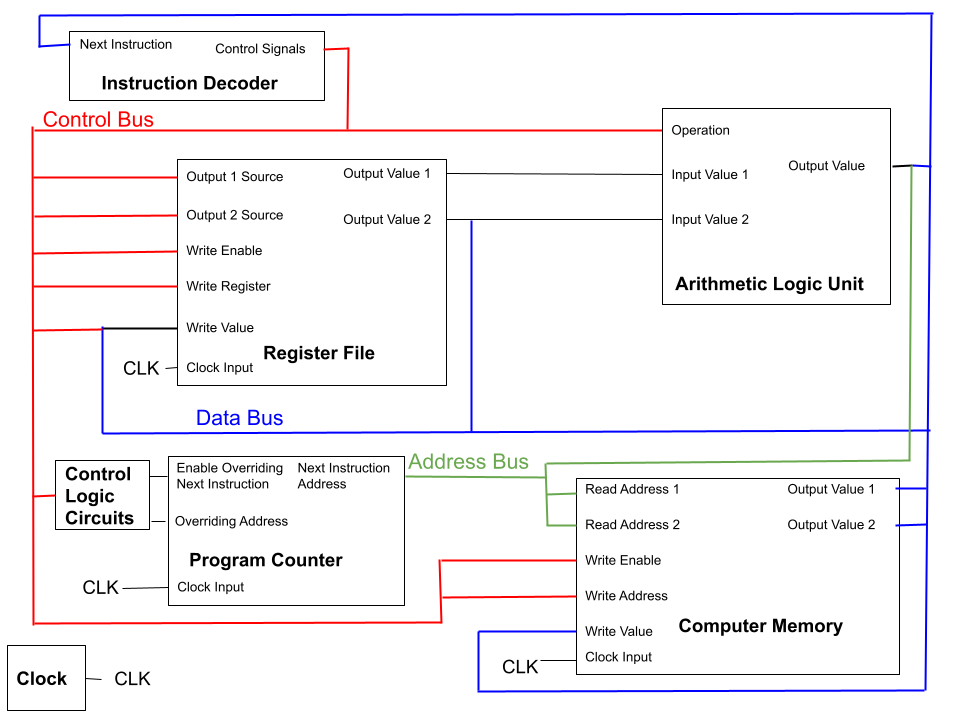 Next Instruction
Control Signals
Instruction Decoder
Control Bus
Operation
Input Value 1
Input Value 2
Output Value
Arithmetic Logic Unit
Output 1 Source
Output 2 Source
Write Enable
Write Register
Write Value
Clock Input
Output Value 1
Output Value 2
Register File
CLK
Data Bus
Control
Logic
Circuits
Enable Overriding
Next Instruction
Next Instruction
Address
Overriding Address
Program Counter
Clock Input
CLK
Address Bus
Read Address 1
Read Address 2
Write Enable
Write Address
Write Value
Clock Input
Output Value 1
Output Value 2
Computer Memory
CLK
Clock
CLK